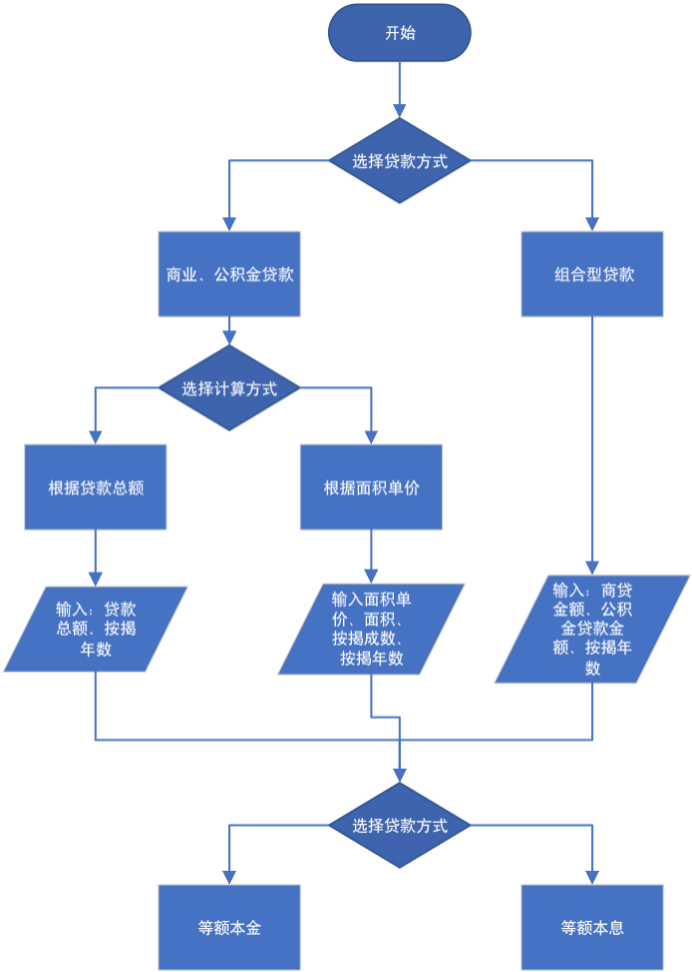 开始
选择贷款方式
商业、公积金贷款
组合型贷款
选择计算方式
根据贷款总额
根据面积单价
输入：贷款
总额、按揭
年数
输入面积单
价、面积、
按揭成数、
按揭年数
输入：商贷
金额、公积
金贷款金
额、按揭年
数
选择贷款方式
等额本金
等额本息